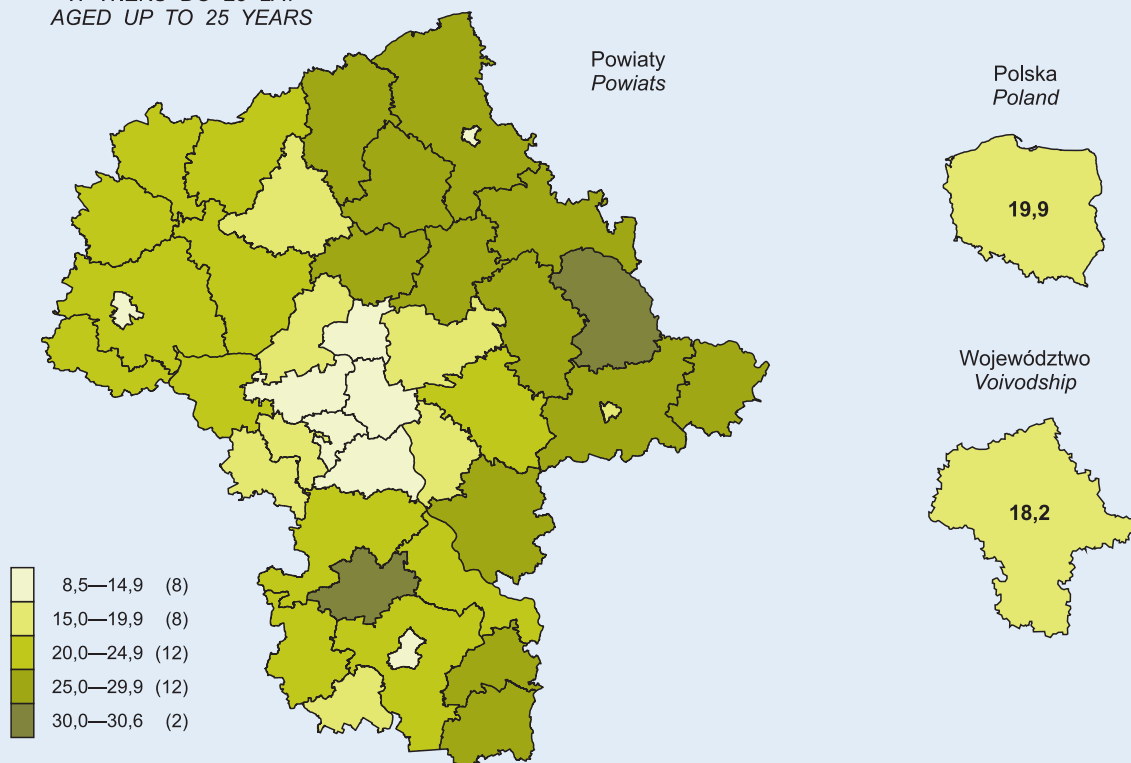 AGED UP TO 25 YEARS
Powiaty
Powiats
Polska
Poland
19,9
Województwo
Voivodship
18,2
8,5—14,9 (8)
15,0—19,9 (8)
20,0—24,9 (12)
25,0—29,9 (12)
30,0—30,6 (2)